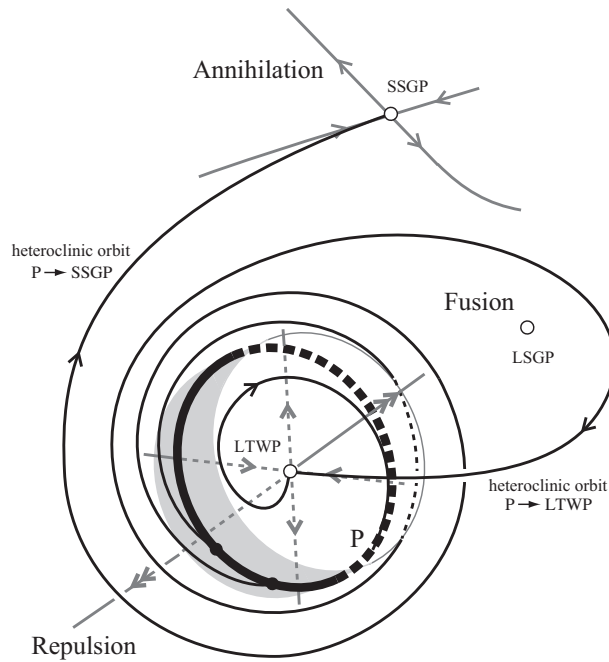 Annihilation
SSGP
heteroclinic orbit
P → SSGP
Fusion
LSGP
LTWP
heteroclinic orbit
P → LTWP
P
Repulsion